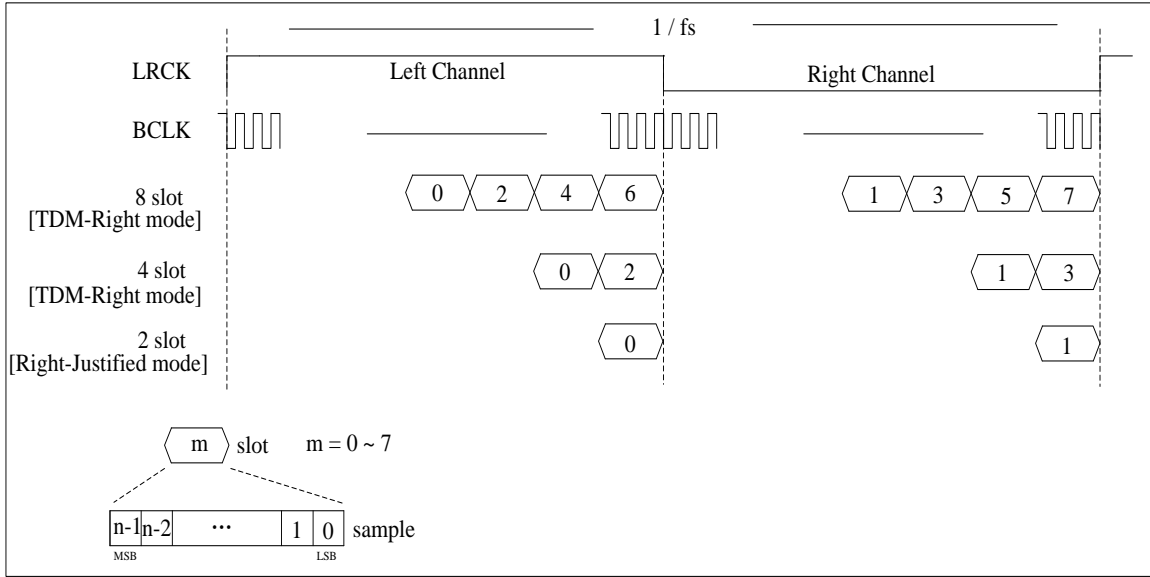 1 / fs
LRCK
Left Channel
Right Channel
BCLK
8 slot
[TDM-Right mode]
0 2 4 6 1 3 5 7
4 slot
[TDM-Right mode]
0 2 1 3
2 slot
[Right-Justified mode]
0 1
m slot m = 0 ~ 7
n-1 n-2 ... 1 0 sample
MSB LSB